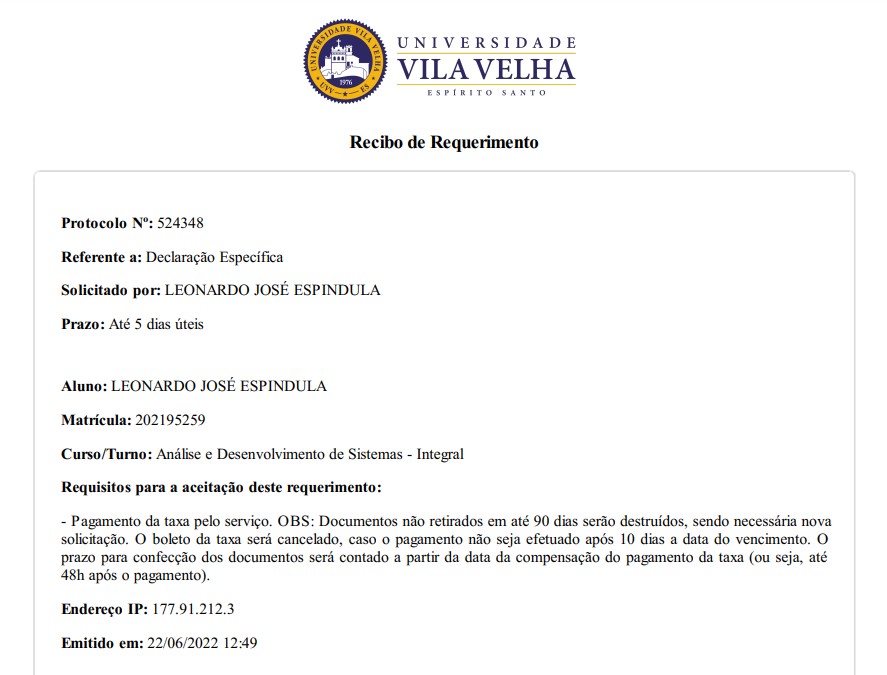 UNIVERSIDADE VILA VELHA
1976
UVV ★ ES
UNIVERSIDADE
VILA VELHA
ESPÍRITO SANTO
Recibo de Requerimento
Protocolo Nº: 524348
Referente a: Declaração Específica
Solicitado por: LEONARDO JOSÉ ESPINDULA
Prazo: Até 5 dias úteis
Aluno: LEONARDO JOSÉ ESPINDULA
Matrícula: 202195259
Curso/Turno: Análise e Desenvolvimento de Sistemas - Integral
Requisitos para a aceitação deste requerimento:
- Pagamento da taxa pelo serviço. OBS: Documentos não retirados em até 90 dias serão destruídos, sendo necessária nova
solicitação. O boleto da taxa será cancelado, caso o pagamento não seja efetuado após 10 dias a data do vencimento. O
prazo para confecção dos documentos será contado a partir da data da compensação do pagamento da taxa (ou seja, até
48h após o pagamento).
Endereço IP: 177.91.212.3
Emitido em: 22/06/2022 12:49